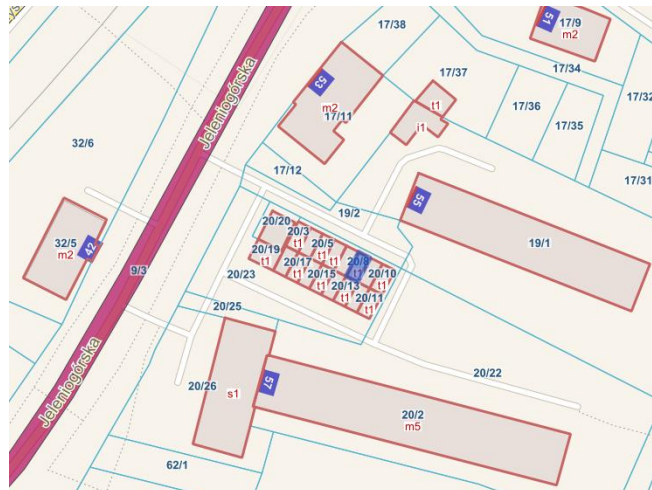 51
17/9
m2
17/38
17/34
Jeleniogórska
53
m2
17/11
17/37
t1
i1
17/36
17/35
17/32
32/6
17/12
17/31
55
19/2
19/1
32/5
m2
42
9/3
20/20
20/3
t1
20/5
t1
t1
20/8
t1
20/10
t1
20/19
t1
20/17
t1
20/15
t1
20/13
t1
20/11
t1
20/23
20/25
Jeleniogórska
20/26
s1
57
20/22
20/2
m5
62/1